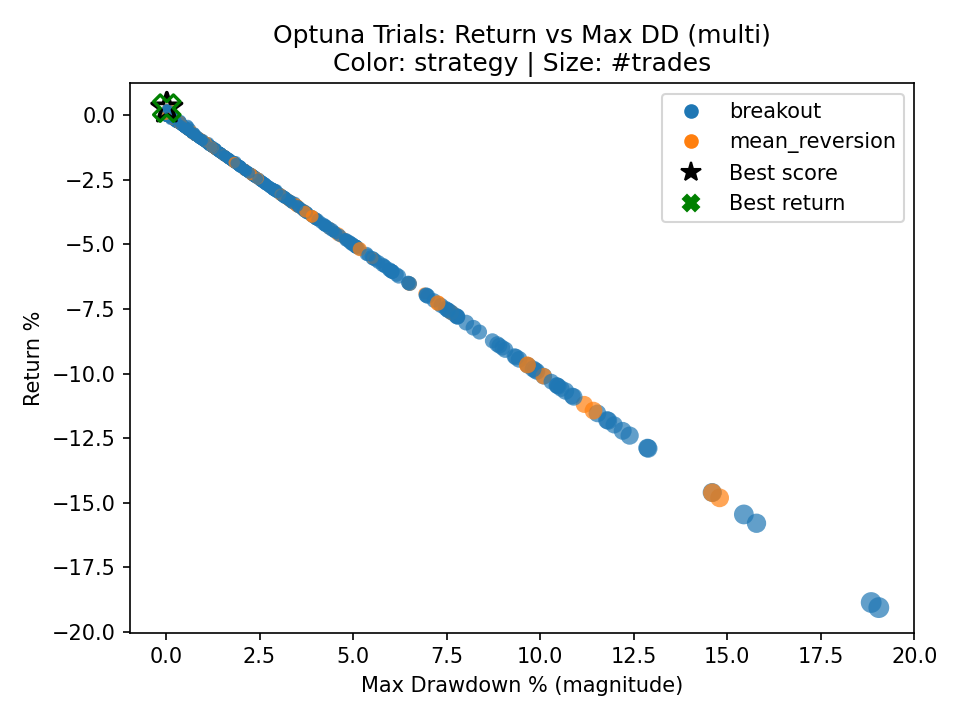 Optuna Trials: Return vs Max DD (multi)
Color: strategy | Size: #trades
breakout
mean_reversion
Best score
Best return
Return %
0.0
−2.5
−5.0
−7.5
−10.0
−12.5
−15.0
−17.5
−20.0
0.0 2.5 5.0 7.5 10.0 12.5 15.0 17.5 20.0
Max Drawdown % (magnitude)